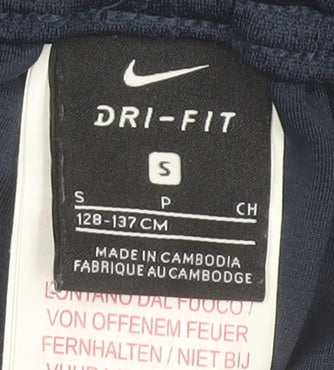 DRI-FIT
S
S P CH
128-137 CM
MADE IN CAMBODIA
FABRIQUE AU CAMBODGE
LONTANO DAL FUOCO /
VON OFFENEM FEUER
FERNHALTEN / NIET BIJ